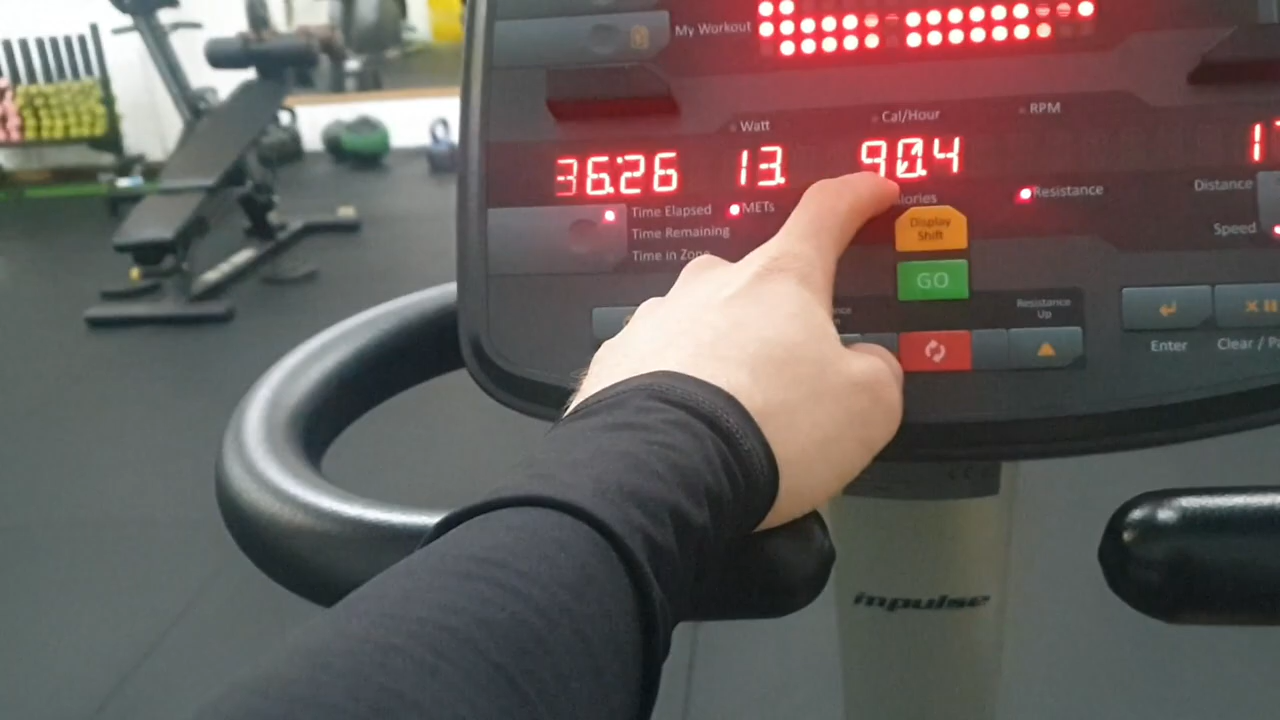 My Workout
Watt
Cal/Hour
RPM
36:26
13.
904
Time Elapsed
METs
Resistance
Distance
Time Remaining
Display
Shift
Speed
Time in Zone
GO
Resistance
Up
Enter
impulse